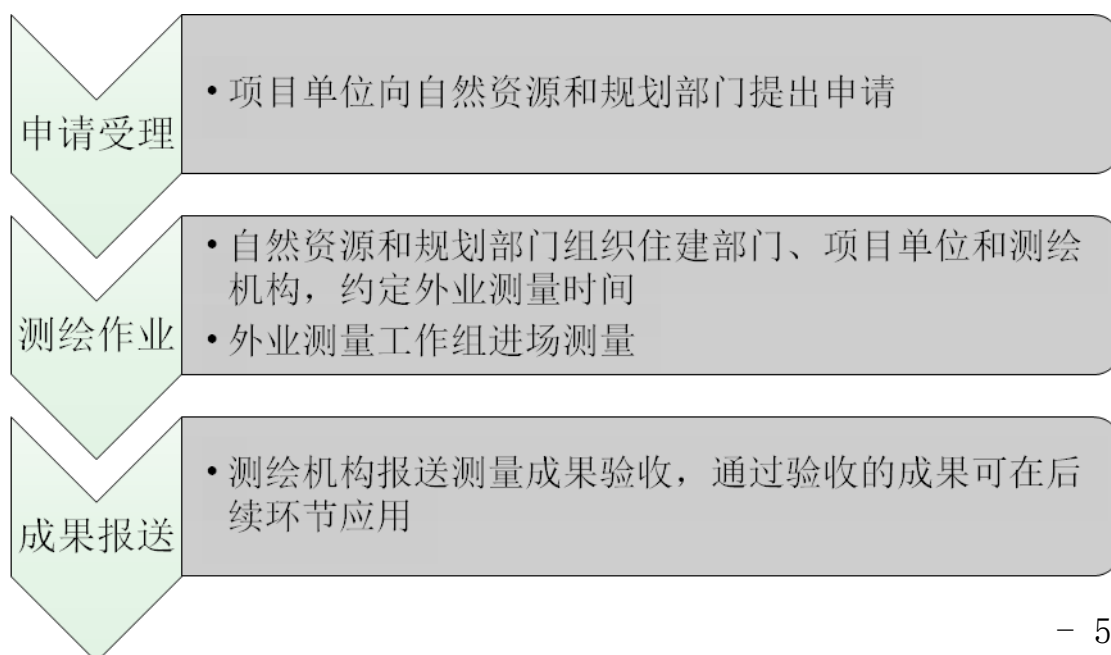 申请受理
•项目单位向自然资源和规划部门提出申请
测绘作业
•自然资源和规划部门组织住建部门、项目单位和测绘
机构，约定外业测量时间
•外业测量工作组进场测量
成果报送
•测绘机构报送测量成果验收，通过验收的成果可在后
续环节应用
- 5